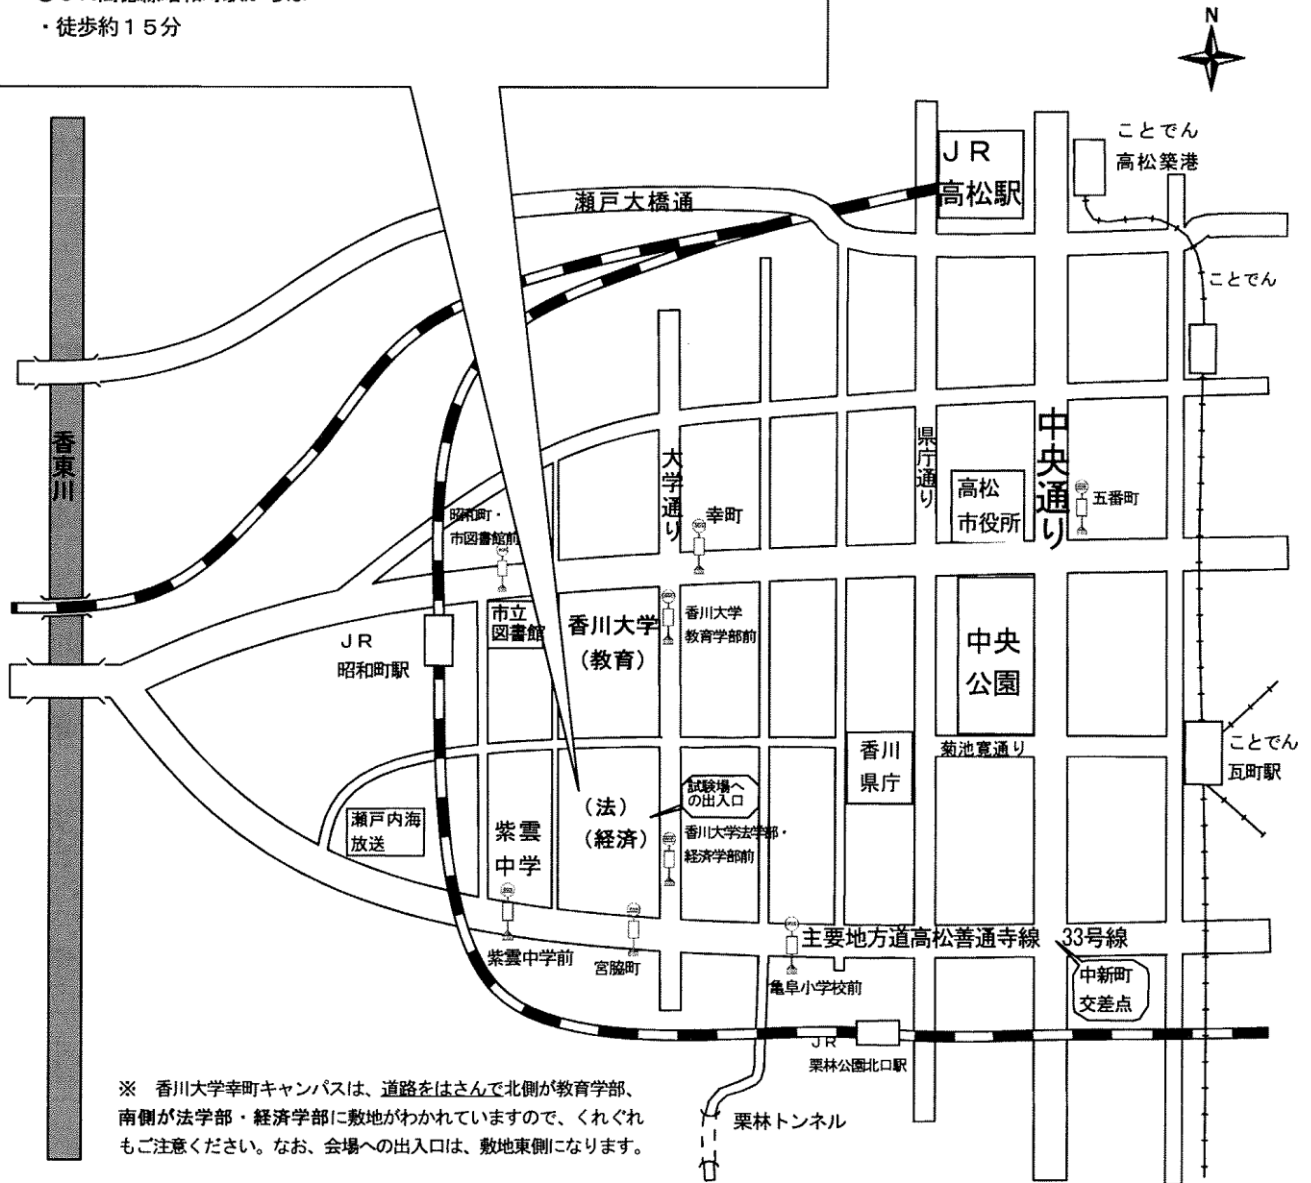 ・徒歩約１５分
N
ことでん
高松築港
ＪＲ
高松駅
瀬戸大橋通
ことでん
香東川
大学通り
県庁通り
中央通り
高松
市役所
五番町
昭和町・
市図書館前
幸町
市立
図書館
香川大学
（教育）
香川大学
教育学部前
ＪＲ
昭和町駅
中央
公園
香川
県庁
菊池寛通り
ことでん
瓦町駅
試験場へ
の出入口
（法）
（経済）
瀬戸内海
放送
紫雲
中学
香川大学法学部・
経済学部前
主要地方道高松善通寺線　33号線
紫雲中学前
宮脇町
亀阜小学校前
中新町
交差点
ＪＲ
栗林公園北口駅
栗林トンネル
※　香川大学幸町キャンパスは、道路をはさんで北側が教育学部、
南側が法学部・経済学部に敷地がわかれていますので、くれぐれ
もご注意ください。なお、会場への出入口は、敷地東側になります。